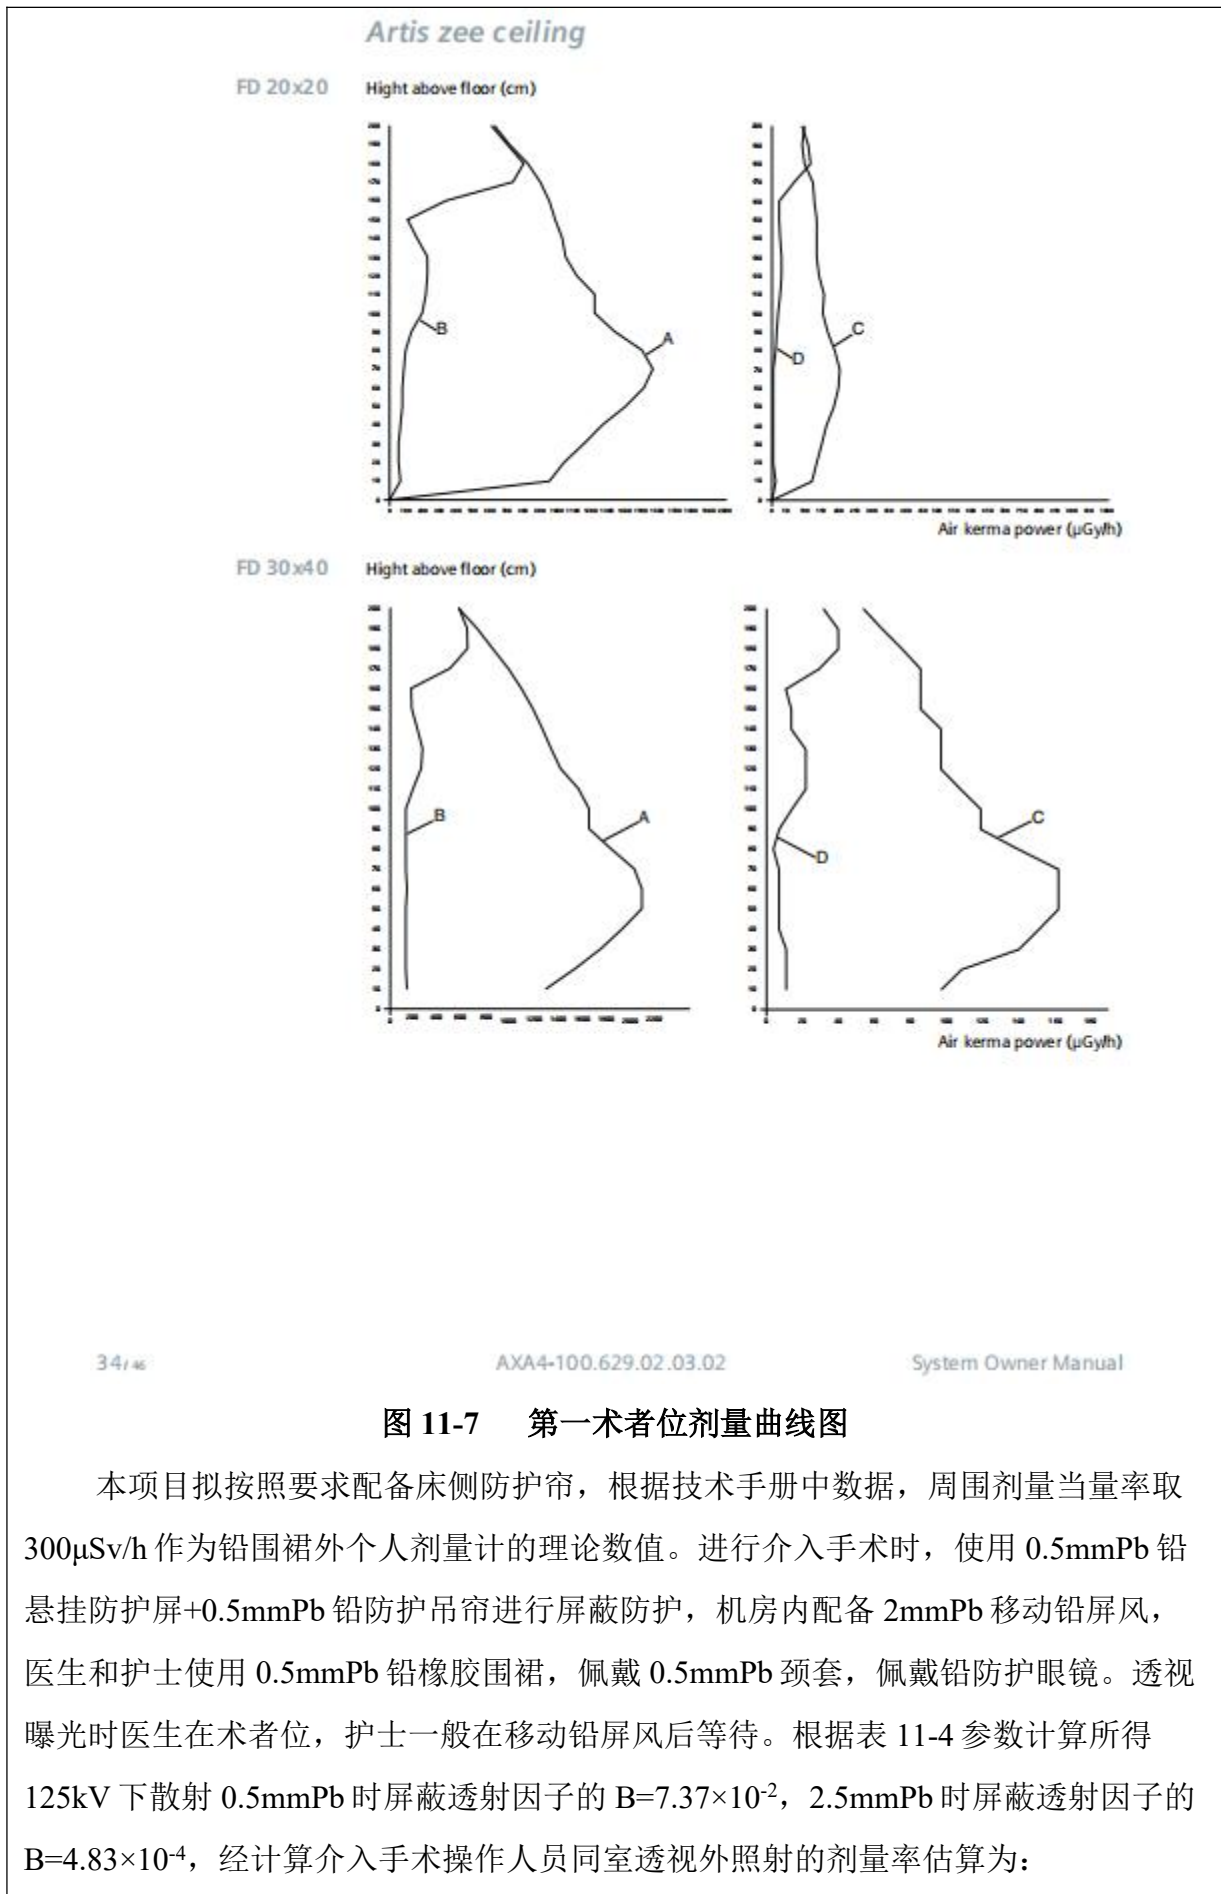 Artis zee ceiling
FD 20x20 Hight above floor (cm)
B
A
D
C
Air kerma power (μGy/h)
FD 30x40 Hight above floor (cm)
B
A
D
C
Air kerma power (μGy/h)
34/ 46 AXA4-100.629.02.03.02 System Owner Manual
图 11-7 第一术者位剂量曲线图
本项目拟按照要求配备床侧防护帘，根据技术手册中数据，周围剂量当量率取
300μSv/h 作为铅围裙外个人剂量计的理论数值。进行介入手术时，使用 0.5mmPb 铅
悬挂防护屏+0.5mmPb 铅防护吊帘进行屏蔽防护，机房内配备 2mmPb 移动铅屏风，
医生和护士使用 0.5mmPb 铅橡胶围裙，佩戴 0.5mmPb 颈套，佩戴铅防护眼镜。透视
曝光时医生在术者位，护士一般在移动铅屏风后等待。根据表 11-4 参数计算所得
125kV 下散射 0.5mmPb 时屏蔽透射因子的 B=7.37×10⁻²，2.5mmPb 时屏蔽透射因子的
B=4.83×10⁻⁴，经计算介入手术操作人员同室透视外照射的剂量率估算为：